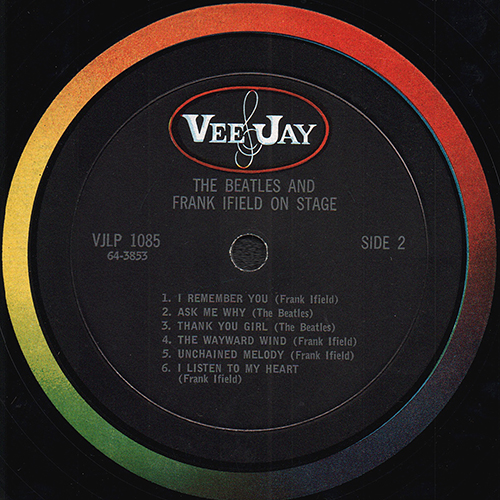 VEE JAY
THE BEATLES AND
FRANK IFIELD ON STAGE
VJLP 1085
SIDE 2
64-3853
1. I REMEMBER YOU (Frank Ifield)
2. ASK ME WHY (The Beatles)
3. THANK YOU GIRL (The Beatles)
4. THE WAYWARD WIND (Frank Ifield)
5. UNCHAINED MELODY (Frank Ifield)
6. I LISTEN TO MY HEART
(Frank Ifield)